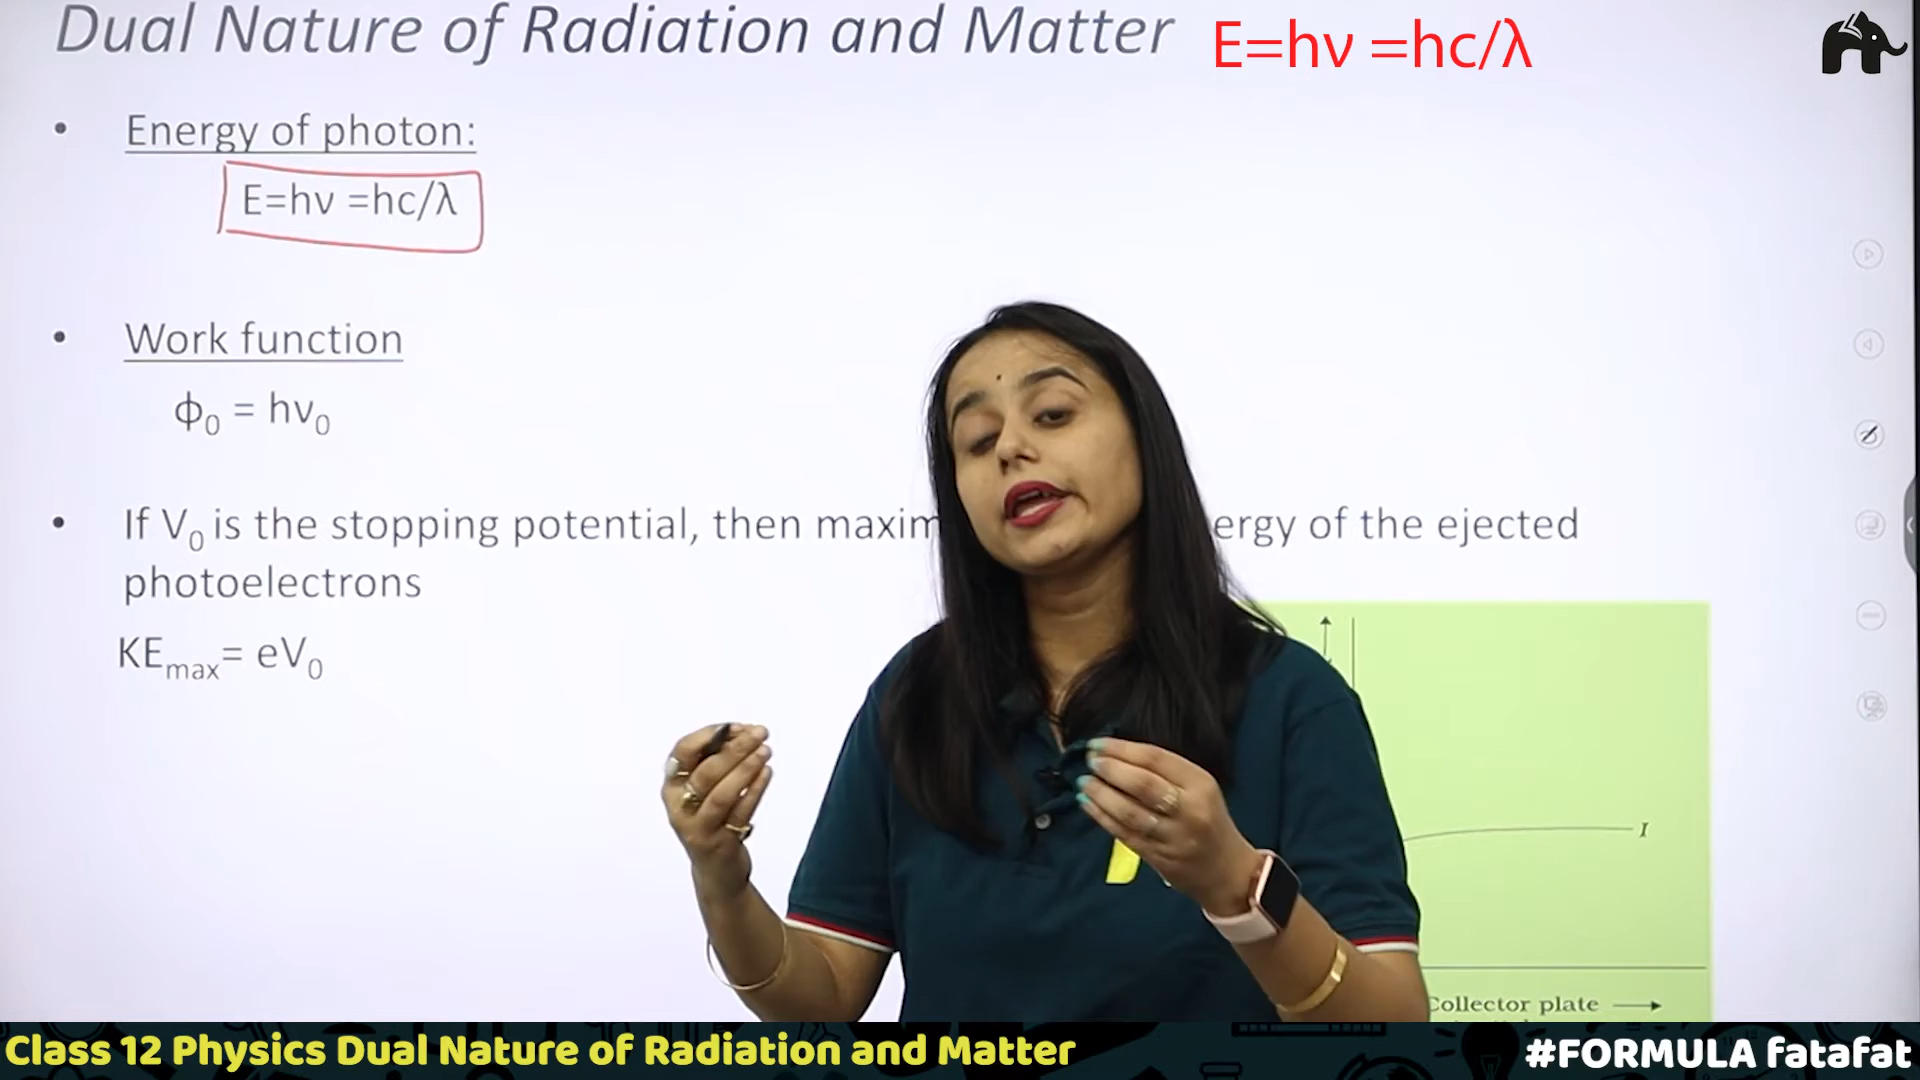 Dual Nature of Radiation and Matter E=hν =hc/λ
• Energy of photon:
E=hν =hc/λ
• Work function
ϕ₀ = hν₀
• If V₀ is the stopping potential, then ergy of the ejected
photoelectrons
KEₘₐₓ= eV₀
I
Collector plate
Class 12 Physics Dual Nature of Radiation and Matter
#FORMULA fatafat